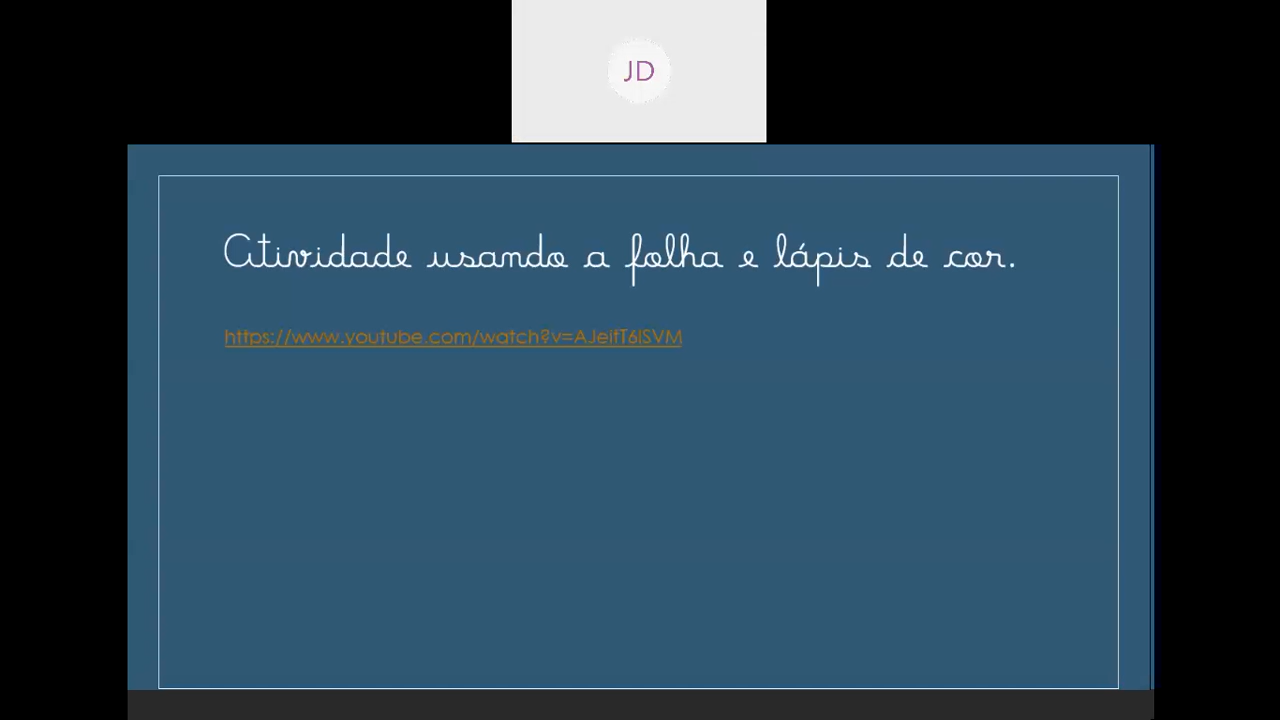 JD
Atividade usando a folha e lápis de cor.
https://www.youtube.com/watch?v=AJeIfT6lSVM